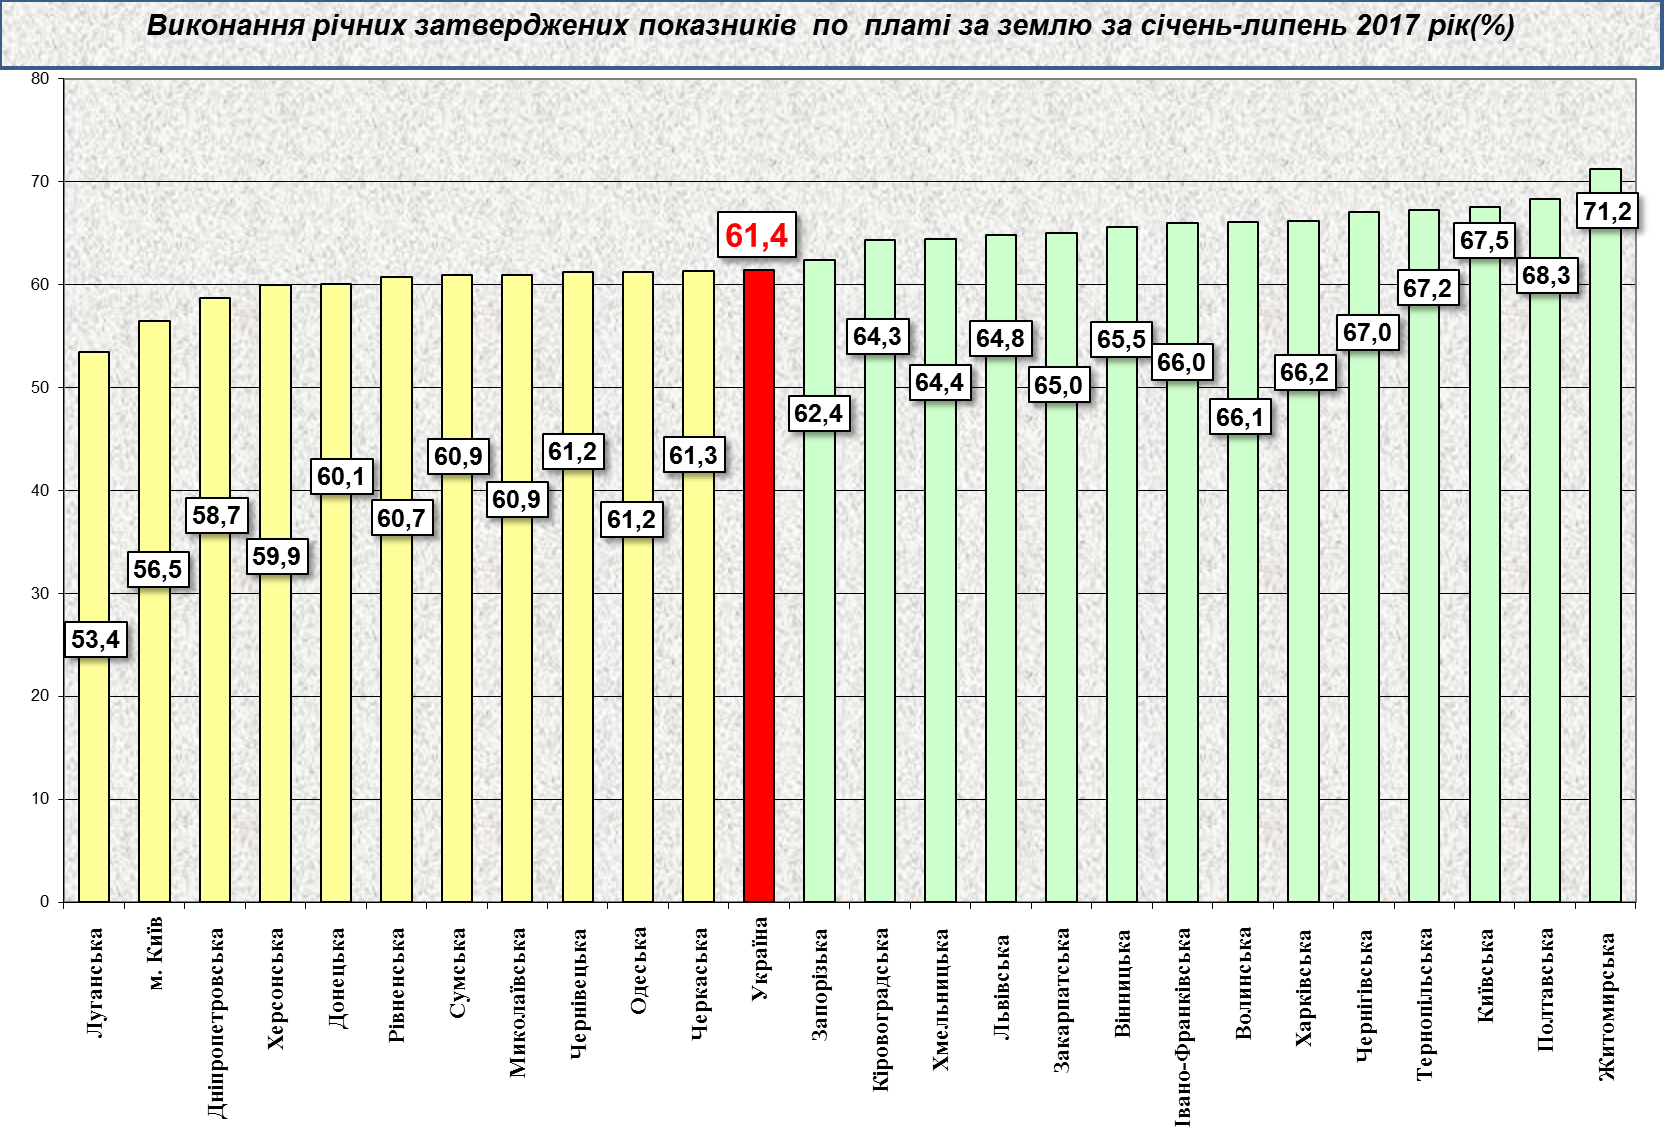 Виконання річних затверджених показників по платі за землю за січень-липень 2017 рік(%)
80
70
60
50
40
30
20
10
0
53,4
56,5
58,7
59,9
60,1
60,7
60,9
60,9
61,2
61,2
61,3
61,4
62,4
64,3
64,4
64,8
65,0
65,5
66,0
66,1
66,2
67,0
67,2
67,5
68,3
71,2
Луганська
м. Київ
Дніпропетровська
Херсонська
Донецька
Рівненська
Сумська
Миколаївська
Чернівецька
Одеська
Черкаська
Україна
Запорізька
Кіровоградська
Хмельницька
Львівська
Закарпатська
Вінницька
Івано-Франківська
Волинська
Харківська
Чернігівська
Тернопільська
Київська
Полтавська
Житомирська